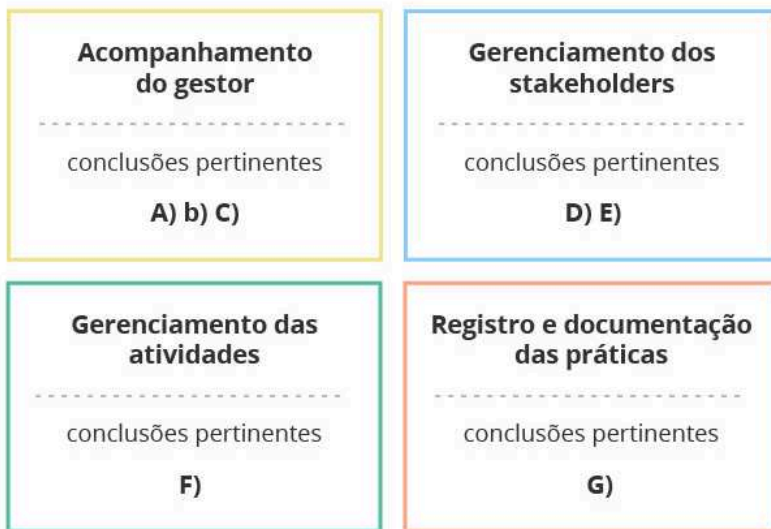 Acompanhamento
do gestor
conclusões pertinentes
A) b) C)
Gerenciamento dos
stakeholders
conclusões pertinentes
D) E)
Gerenciamento das
atividades
conclusões pertinentes
F)
Registro e documentação
das práticas
conclusões pertinentes
G)